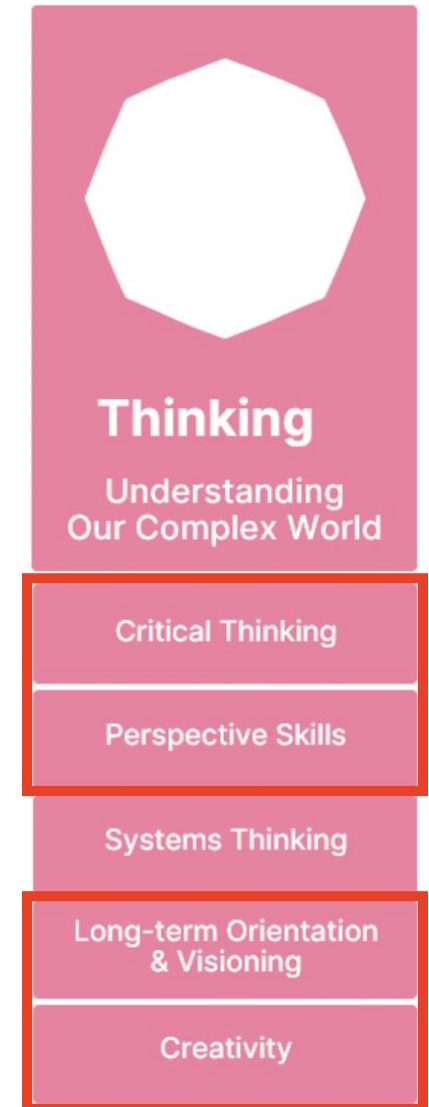 Thinking
Understanding
Our Complex World
Critical Thinking
Perspective Skills
Systems Thinking
Long-term Orientation
& Visioning
Creativity